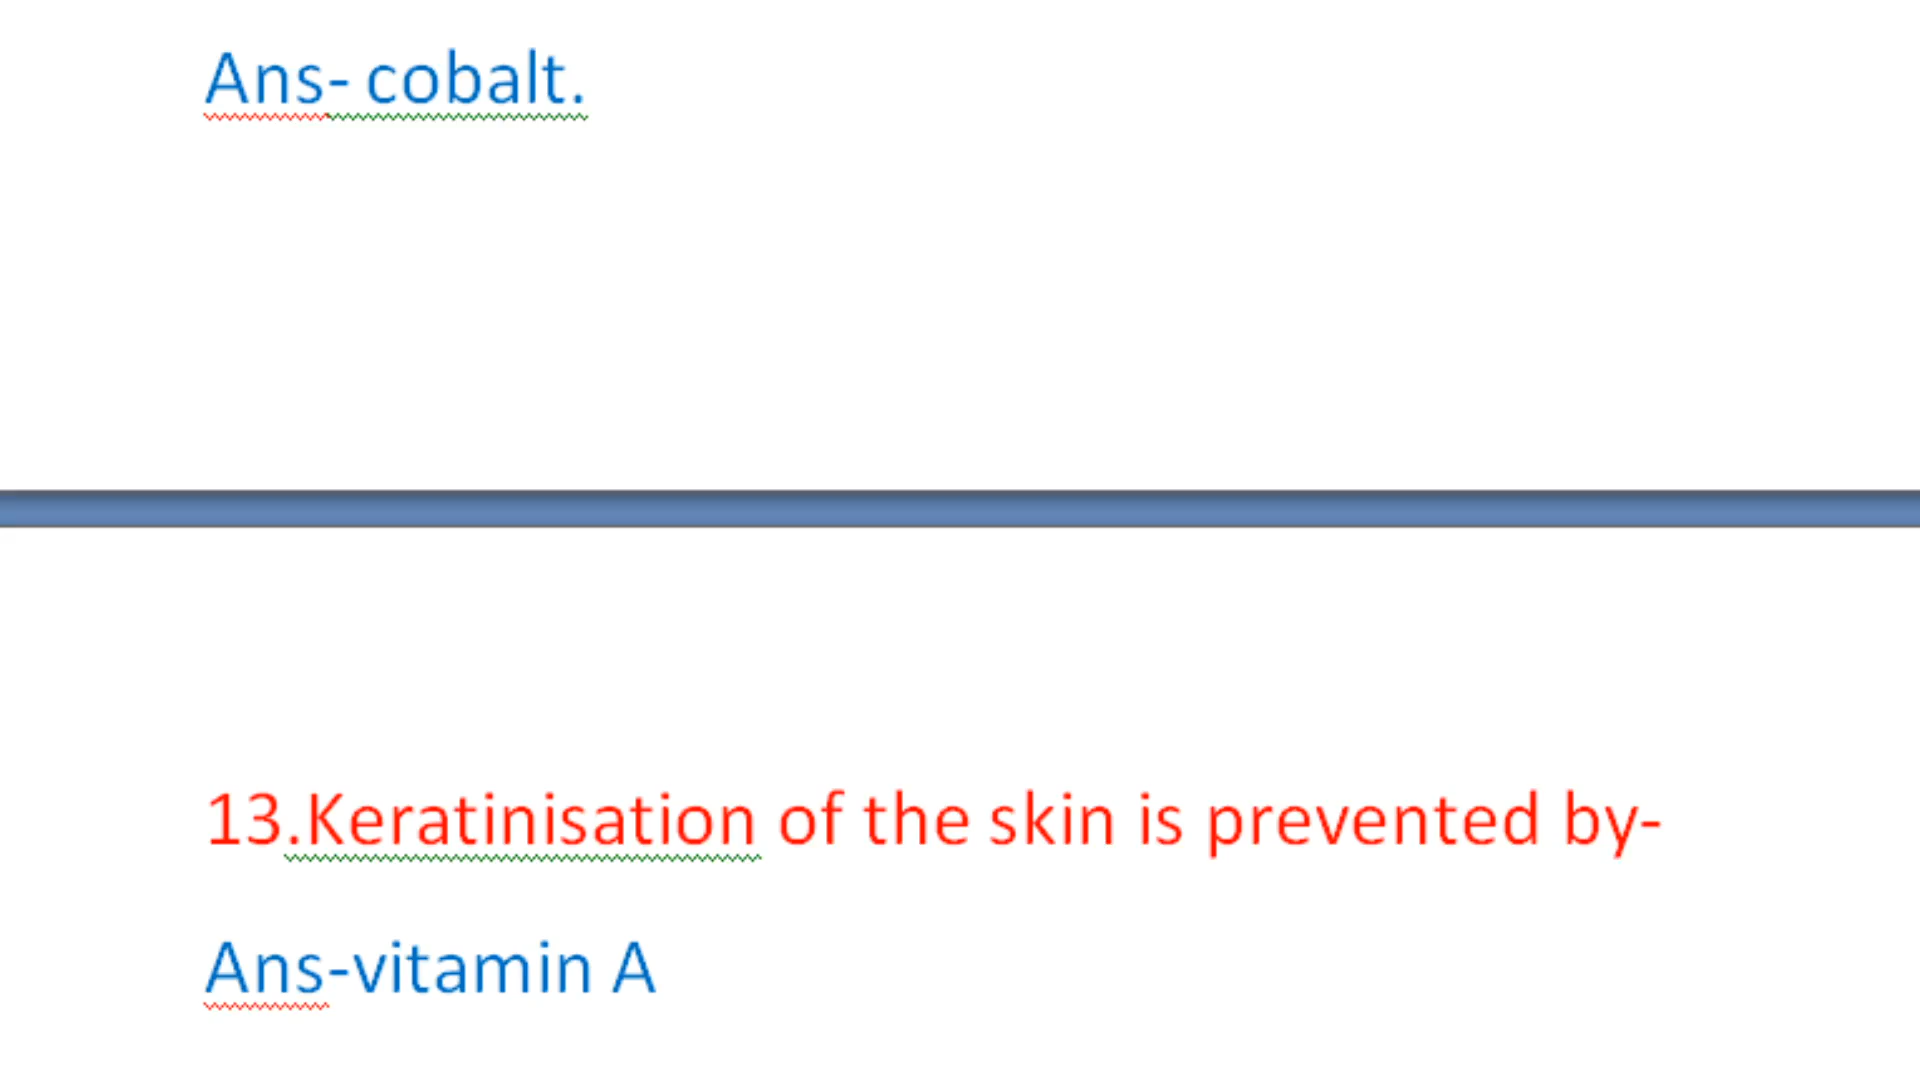 Ans- cobalt.
13.Keratinisation of the skin is prevented by-
Ans-vitamin A